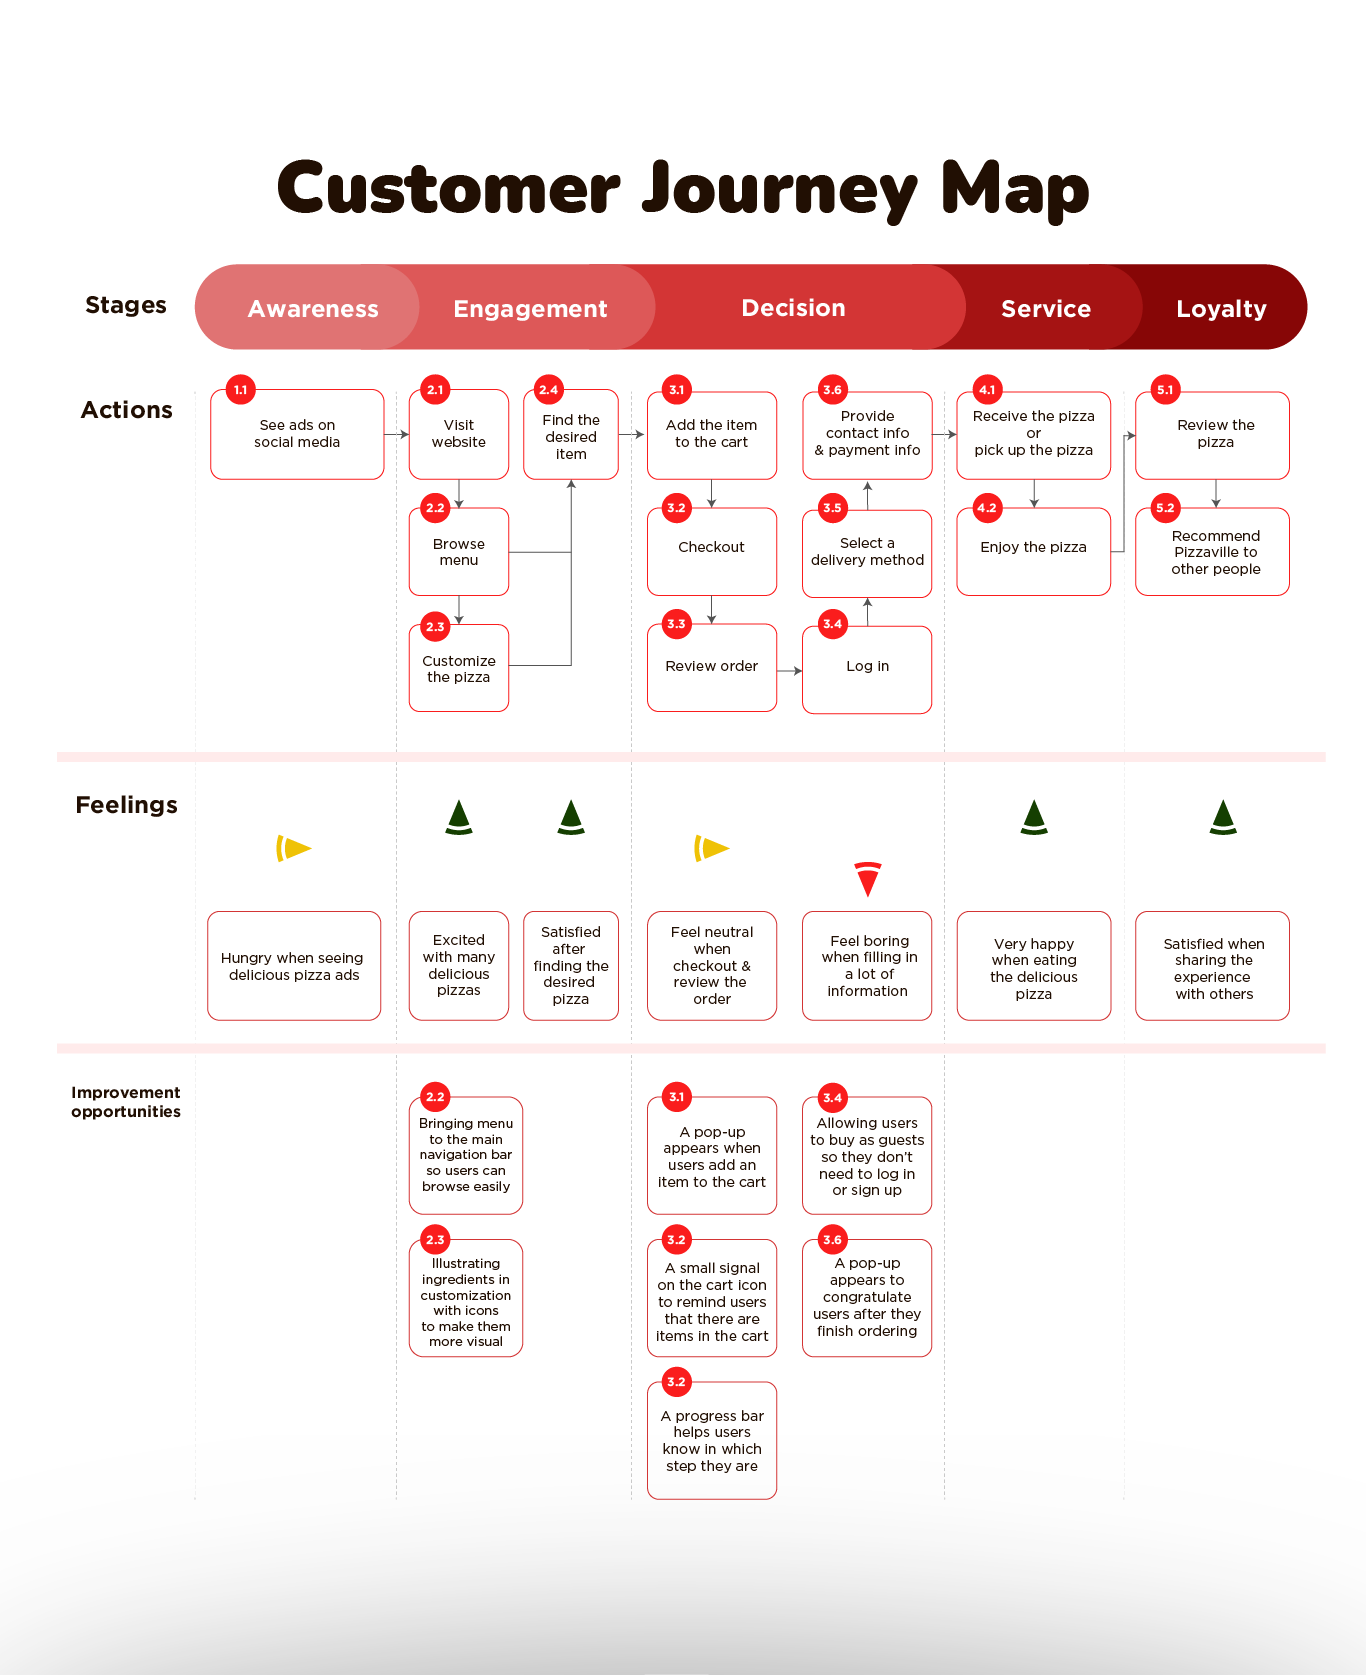 Customer Journey Map
Stages
Awareness
Engagement
Decision
Service
Loyalty
Actions
1.1
See ads on
social media
2.1
Visit
website
2.2
Browse
menu
2.3
Customize
the pizza
2.4
Find the
desired
item
3.1
Add the item
to the cart
3.2
Checkout
3.3
Review order
3.4
Log in
3.5
Select a
delivery method
3.6
Provide
contact info
& payment info
4.1
Receive the pizza
or
pick up the pizza
4.2
Enjoy the pizza
5.1
Review the
pizza
5.2
Recommend
Pizzaville to
other people
Feelings
Hungry when seeing
delicious pizza ads
Excited
with many
delicious
pizzas
Satisfied
after
finding the
desired
pizza
Feel neutral
when
checkout &
review the
order
Feel boring
when filling in
a lot of
information
Very happy
when eating
the delicious
pizza
Satisfied when
sharing the
experience
with others
Improvement
opportunities
2.2
Bringing menu
to the main
navigation bar
so users can
browse easily
2.3
Illustrating
ingredients in
customization
with icons
to make them
more visual
3.1
A pop-up
appears when
users add an
item to the cart
3.2
A small signal
on the cart icon
to remind users
that there are
items in the cart
3.2
A progress bar
helps users
know in which
step they are
3.4
Allowing users
to buy as guests
so they don't
need to log in
or sign up
3.6
A pop-up
appears to
congratulate
users after they
finish ordering